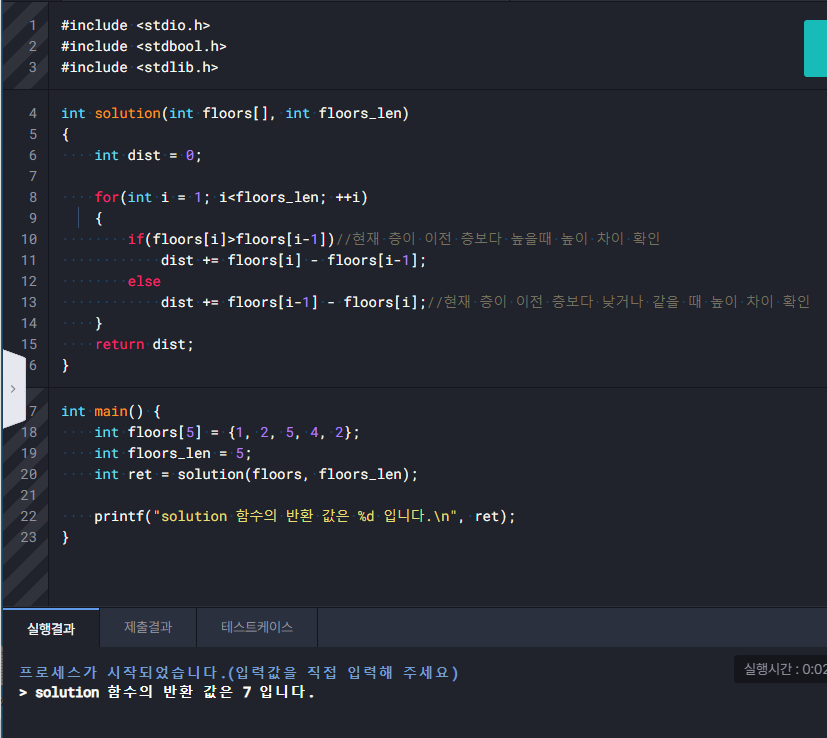 1 #include <stdio.h>
2 #include <stdbool.h>
3 #include <stdlib.h>
4 int solution(int floors[], int floors_len)
5 {
6 int dist = 0;
7
8 for(int i = 1; i<floors_len; ++i)
9 {
10 if(floors[i]>floors[i-1])//현재 층이 이전 층보다 높을때 높이 차이 확인
11 dist += floors[i] - floors[i-1];
12 else
13 dist += floors[i-1] - floors[i];//현재 층이 이전 층보다 낮거나 같을 때 높이 차이 확인
14 }
15 return dist;
6 }
7 int main() {
18 int floors[5] = {1, 2, 5, 4, 2};
19 int floors_len = 5;
20 int ret = solution(floors, floors_len);
21
22 printf("solution 함수의 반환 값은 %d 입니다.\n", ret);
23 }
실행결과 제출결과 테스트케이스
프로세스가 시작되었습니다.(입력값을 직접 입력해 주세요)
실행시간 : 0:02
> solution 함수의 반환 값은 7 입니다.